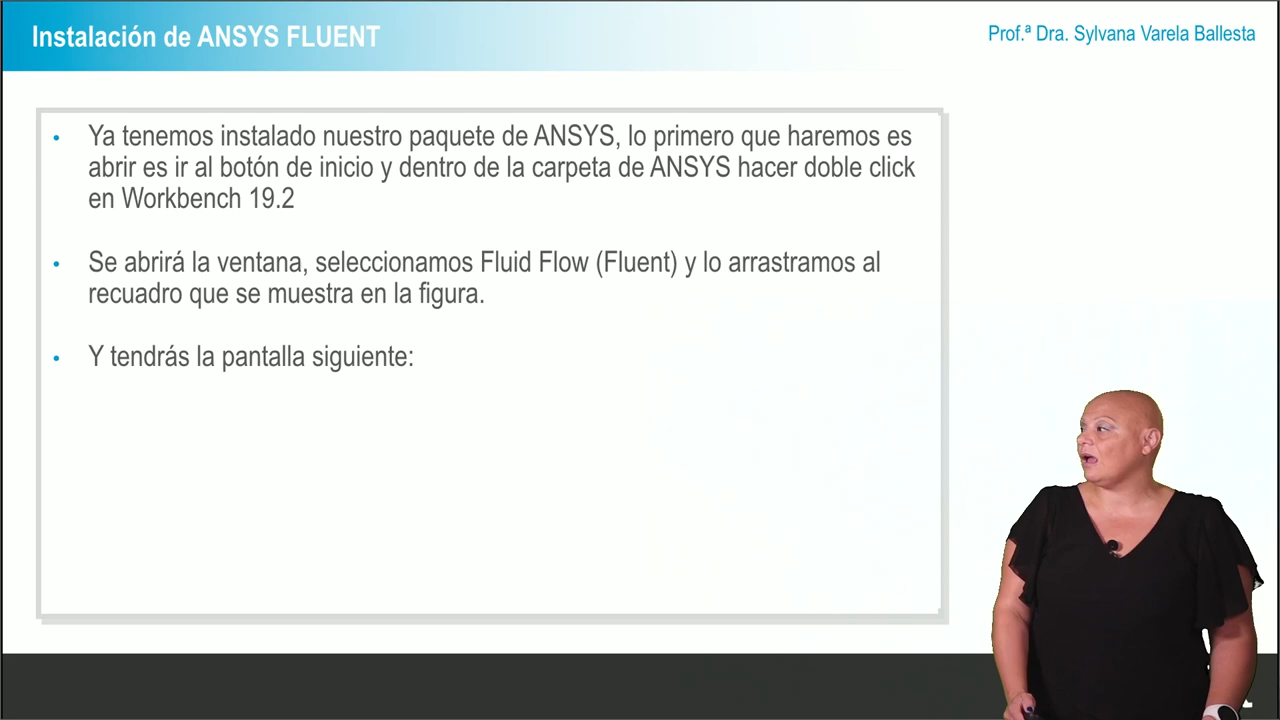 Instalación de ANSYS FLUENT
Prof.ª Dra. Sylvana Varela Ballesta
• Ya tenemos instalado nuestro paquete de ANSYS, lo primero que haremos es
abrir es ir al botón de inicio y dentro de la carpeta de ANSYS hacer doble click
en Workbench 19.2
• Se abrirá la ventana, seleccionamos Fluid Flow (Fluent) y lo arrastramos al
recuadro que se muestra en la figura.
• Y tendrás la pantalla siguiente: